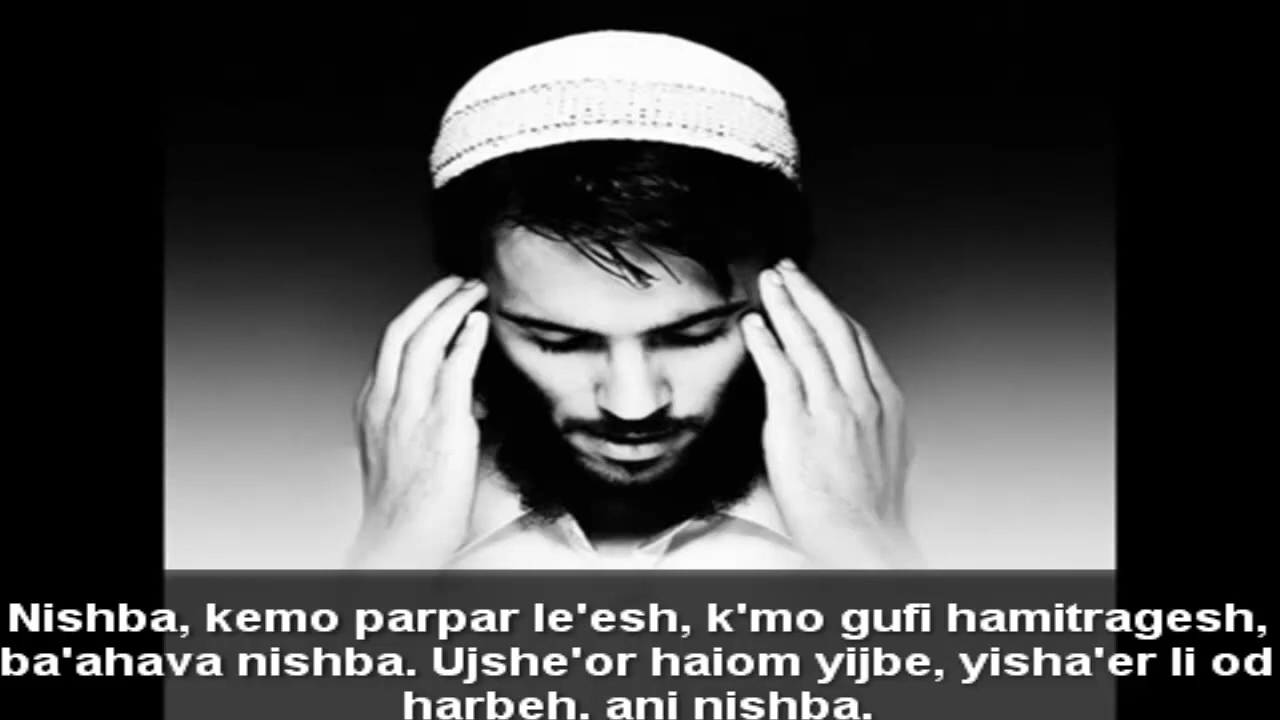 Nishba, kemo parpar le'esh, k'mo gufi hamitragesh,
ba'ahava nishba. Ujshe'or haiom yijbe, yisha'er li od
harbeh. ani nishba.